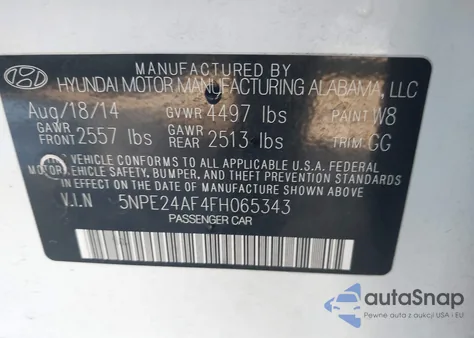 MANUFACTURED BY
HYUNDAI MOTOR MANUFACTURING ALABAMA, LLC
Aug/18/14 GVWR 4497 lbs PAINT W8
GAWR FRONT 2557 lbs GAWR REAR 2513 lbs TRIM GG
VEHICLE CONFORMS TO ALL APPLICABLE U.S.A. FEDERAL
MOTOR VEHICLE SAFETY, BUMPER, AND THEFT PREVENTION
IN EFFECT ON THE DATE OF MANUFACTURE SHOWN ABOVE
V.I.N 5NPE24AF4FH065343
PASSENGER CAR
autoSnap
Pewne auta z aukcji USA i EU